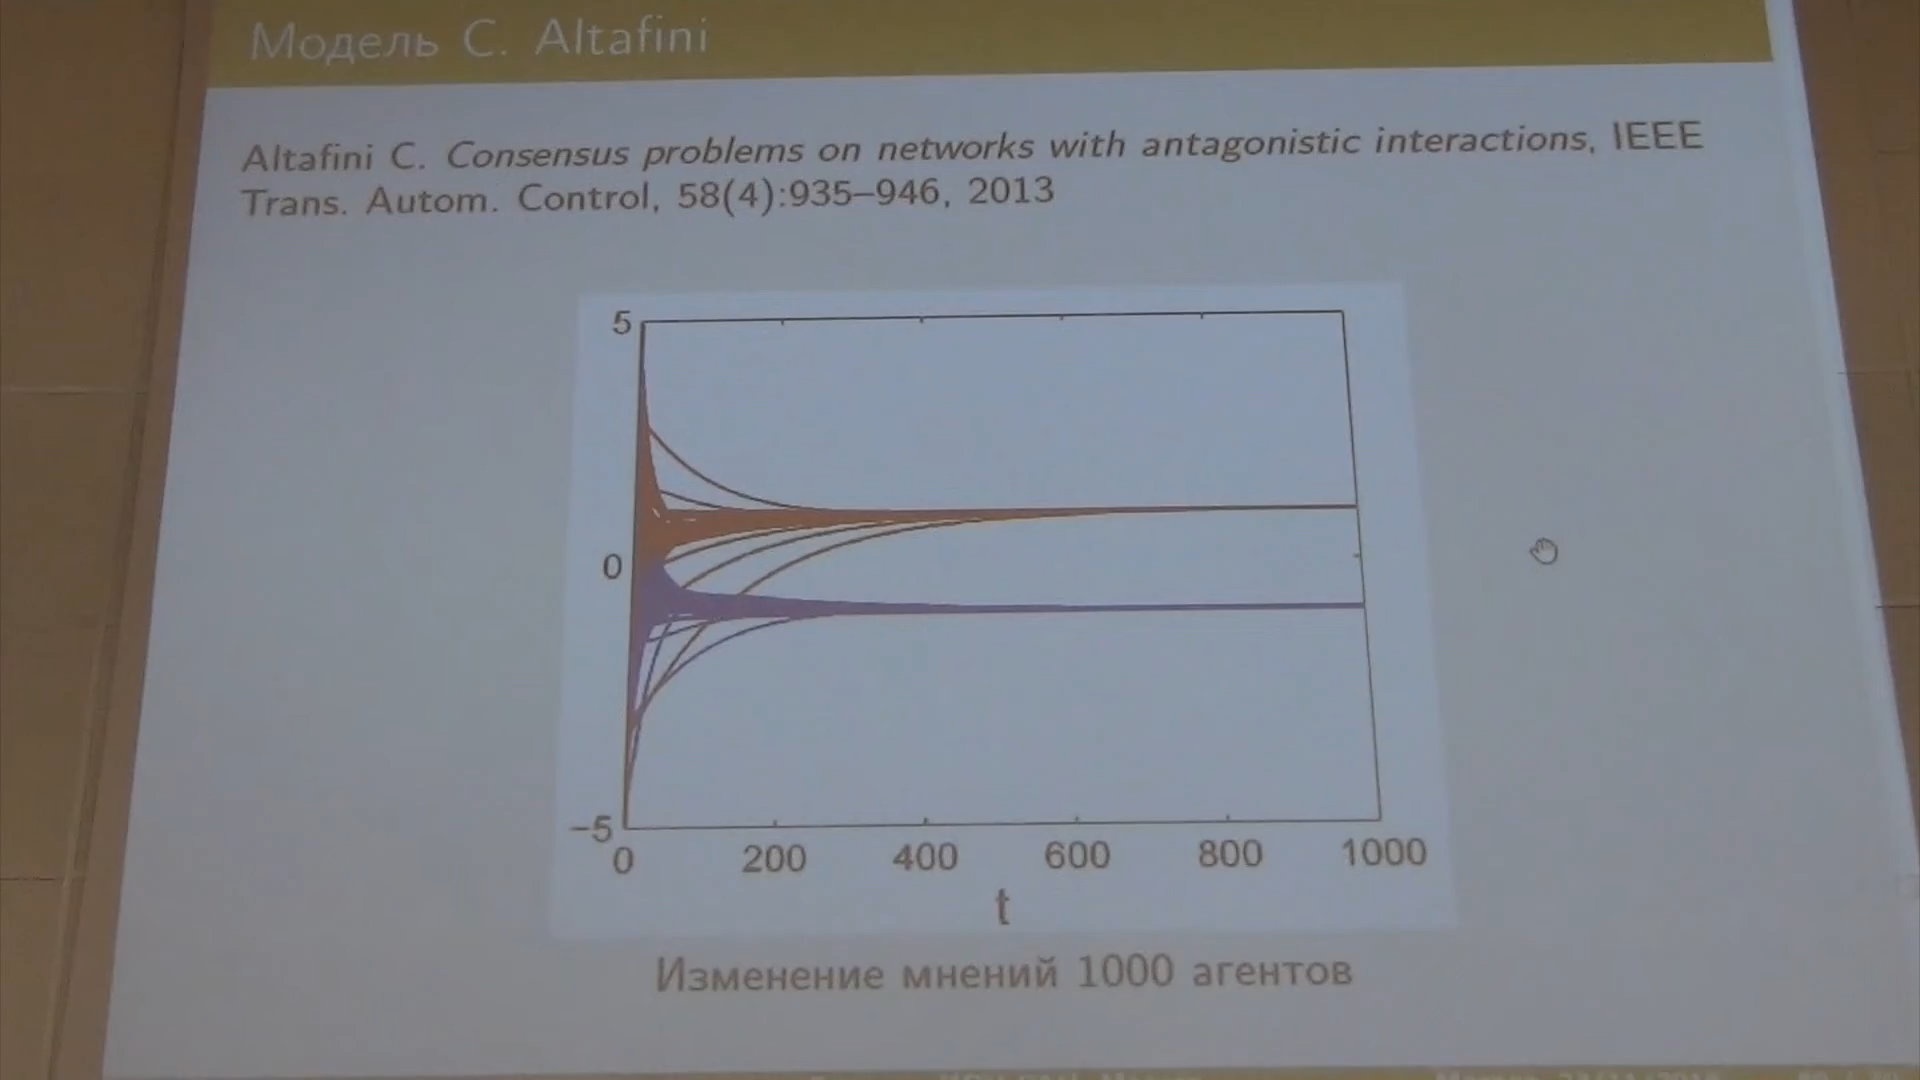 Модель C. Altafini
Altafini C. Consensus problems on networks with antagonistic interactions, IEEE
Trans. Autom. Control, 58(4):935–946, 2013
5
0
−5
0 200 400 600 800 1000
t
Изменение мнений 1000 агентов